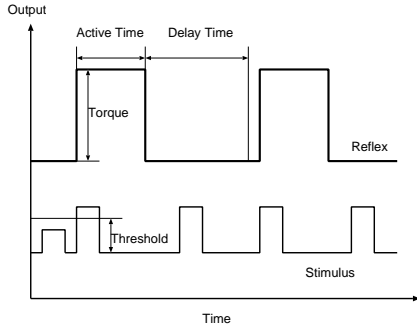 Output
Active Time
Delay Time
Torque
Reflex
Threshold
Stimulus
Time